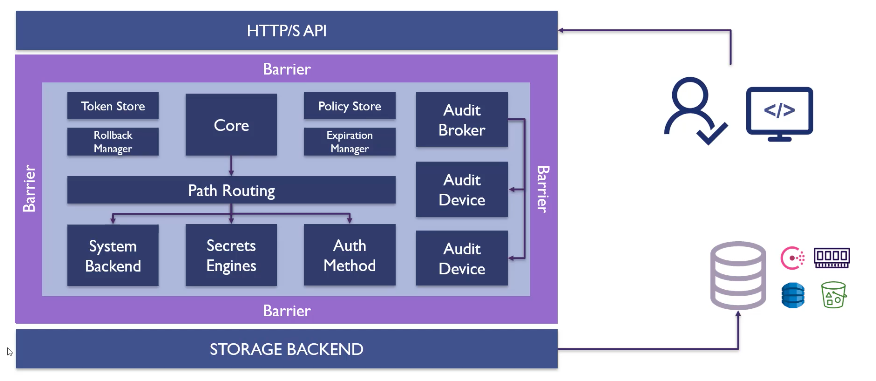 HTTP/S API
Barrier
Token Store
Core
Policy Store
Audit
Broker
Rollback
Manager
Expiration
Manager
Barrier
Barrier
Path Routing
Audit
Device
System
Backend
Secrets
Engines
Auth
Method
Audit
Device
Barrier
STORAGE BACKEND
</>